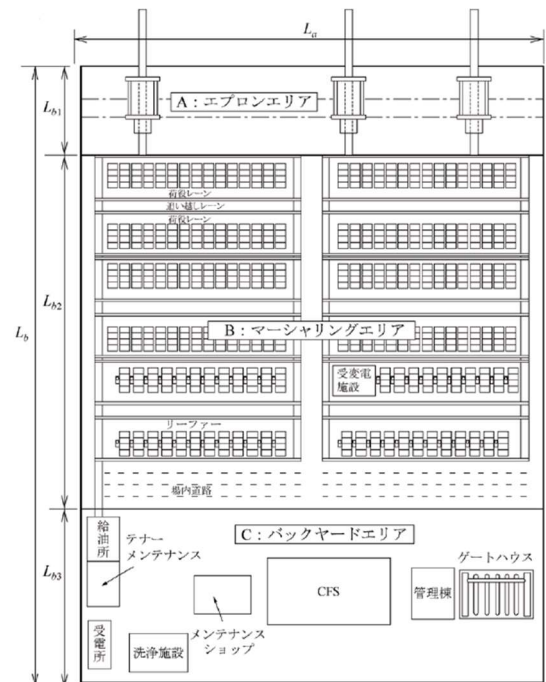 La
Lb1
A：エプロンエリア
荷役レーン
追い越しレーン
荷役レーン
Lb2
Lb
B：マーシャリングエリア
受変電
施設
リーファー
場内道路
C：バックヤードエリア
Lb3
給油所
テナー
メンテナンス
CFS
管理棟
ゲートハウス
メンテナンス
ショップ
受電所
洗浄施設